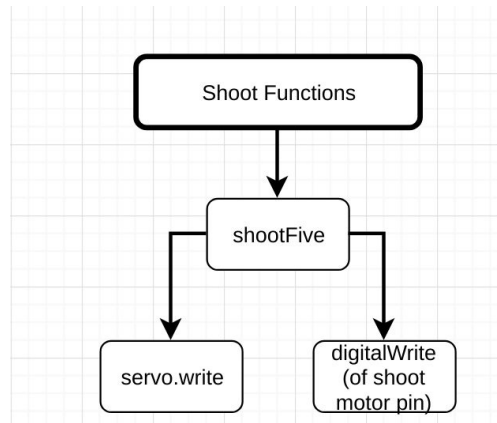 Shoot Functions
shootFive
servo.write
digitalWrite
(of shoot
motor pin)